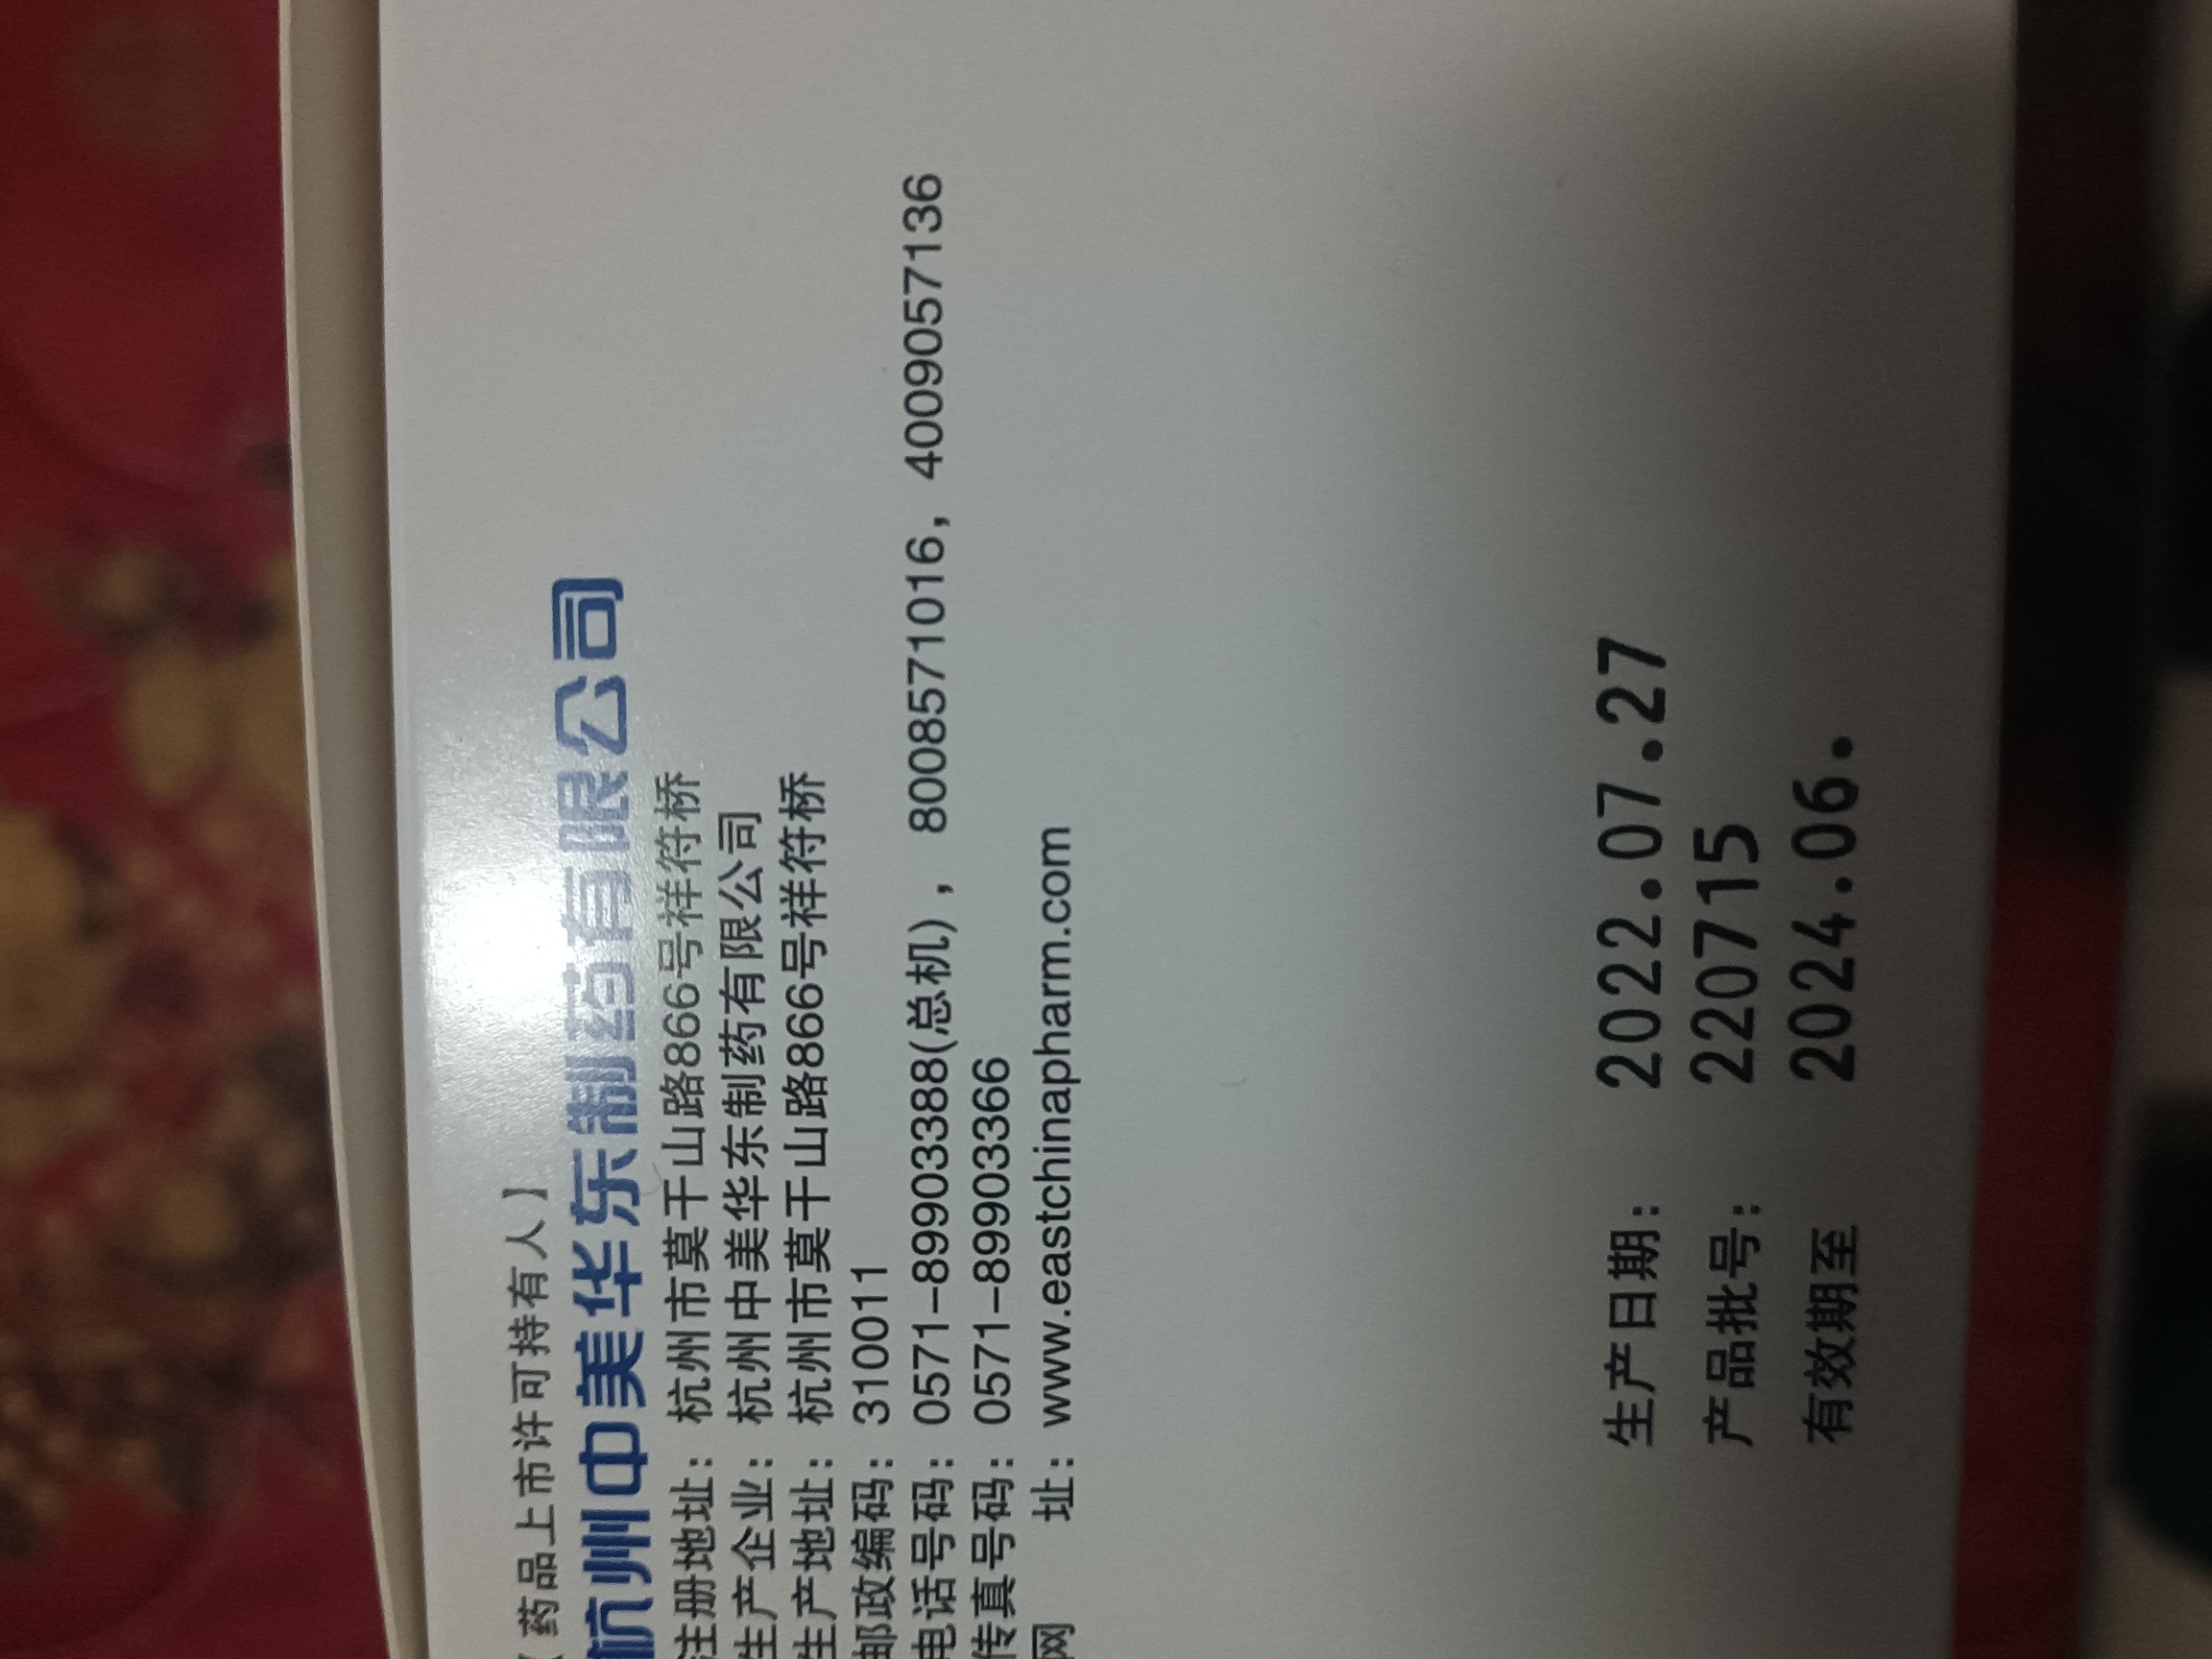 【药品上市许可持有人】
杭州中美华东制药有限公司
注册地址：杭州市莫干山路866号祥符桥
生产企业：杭州中美华东制药有限公司
生产地址：杭州市莫干山路866号祥符桥
邮政编码：310011
电话号码：0571-89903388(总机)，8008571016，4009057136
传真号码：0571-89903366
网 址：www.eastchinapharm.com
生产日期： 2022.07.27
产品批号： 220715
有效期至 2024.06.